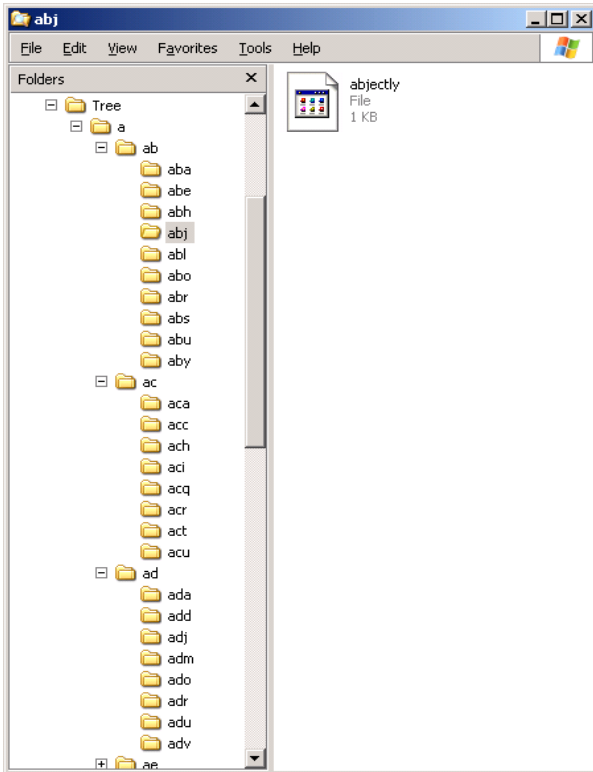 abj
File Edit View Favorites Tools Help
Folders
Tree
a
ab
aba
abe
abh
abj
abl
abo
abr
abs
abu
aby
ac
aca
acc
ach
aci
acq
acr
act
acu
ad
ada
add
adj
adm
ado
adr
adu
adv
ae
abjectly
File
1 KB